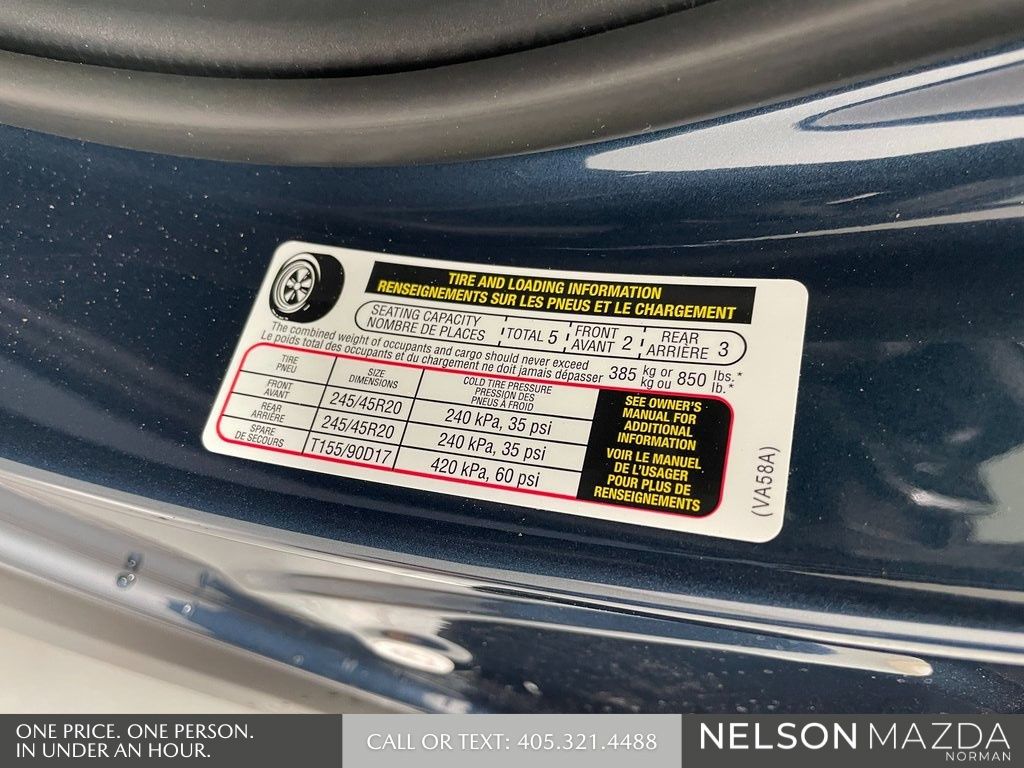 TIRE AND LOADING INFORMATION
RENSEIGNEMENTS SUR LES PNEUS ET LE CHARGEMENT
SEATING CAPACITY
NOMBRE DE PLACES
TOTAL 5
FRONT
AVANT 2
REAR
ARRIÈRE 3
The combined weight of occupants and cargo should never exceed
Le poids total des occupants et du chargement ne doit jamais dépasser
385 kg or 850 lbs.*
kg ou lb.*
TIRE
PNEU
SIZE
DIMENSIONS
COLD TIRE PRESSURE
PRESSION DES
PNEUS À FROID
FRONT
AVANT
245/45R20
240 kPa, 35 psi
REAR
ARRIÈRE
245/45R20
240 kPa, 35 psi
SPARE
DE SECOURS
T155/90D17
420 kPa, 60 psi
SEE OWNER'S
MANUAL FOR
ADDITIONAL
INFORMATION
VOIR LE MANUEL
DE L'USAGER
POUR PLUS DE
RENSEIGNEMENTS
(VA58A)
ONE PRICE. ONE PERSON.
IN UNDER AN HOUR.
CALL OR TEXT: 405.321.4488
NELSON MAZDA
NORMAN